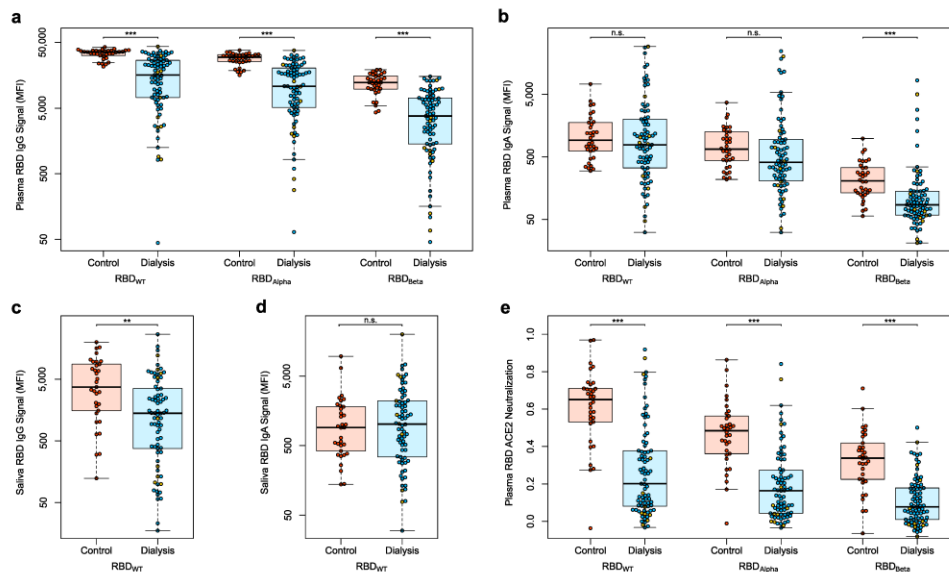 a
Plasma RBD IgG Signal (MFI)
50,000
5,000
500
50
***
***
***
Control
Dialysis
Control
Dialysis
Control
Dialysis
RBDWT
RBDAlpha
RBDBeta
b
Plasma RBD IgA Signal (MFI)
5,000
500
50
n.s.
n.s.
***
Control
Dialysis
Control
Dialysis
Control
Dialysis
RBDWT
RBDAlpha
RBDBeta
c
Saliva RBD IgG Signal (MFI)
5,000
500
50
**
Control
Dialysis
RBDWT
d
Saliva RBD IgA Signal (MFI)
5,000
500
50
n.s.
Control
Dialysis
RBDWT
e
Plasma RBD ACE2 Neutralization
1.0
0.8
0.6
0.4
0.2
0.0
***
***
***
Control
Dialysis
Control
Dialysis
Control
Dialysis
RBDWT
RBDAlpha
RBDBeta